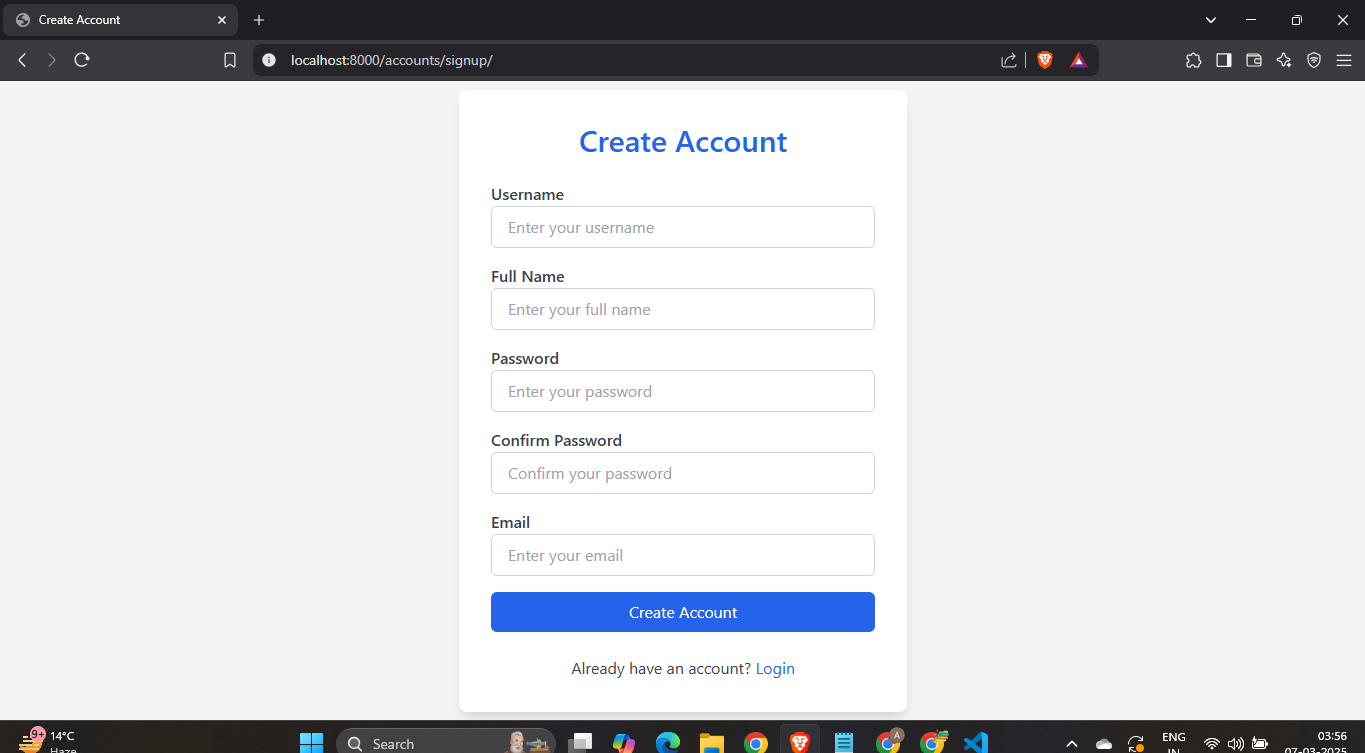 Create Account
localhost:8000/accounts/signup/
Create Account
Username
Enter your username
Full Name
Enter your full name
Password
Enter your password
Confirm Password
Confirm your password
Email
Enter your email
Create Account
Already have an account? Login
9+
14°C
Haze
Search
A
ENG
IN
03:56
07-03-2025